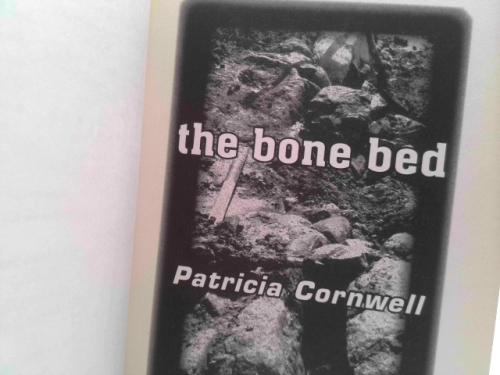 the bone bed
Patricia Cornwell